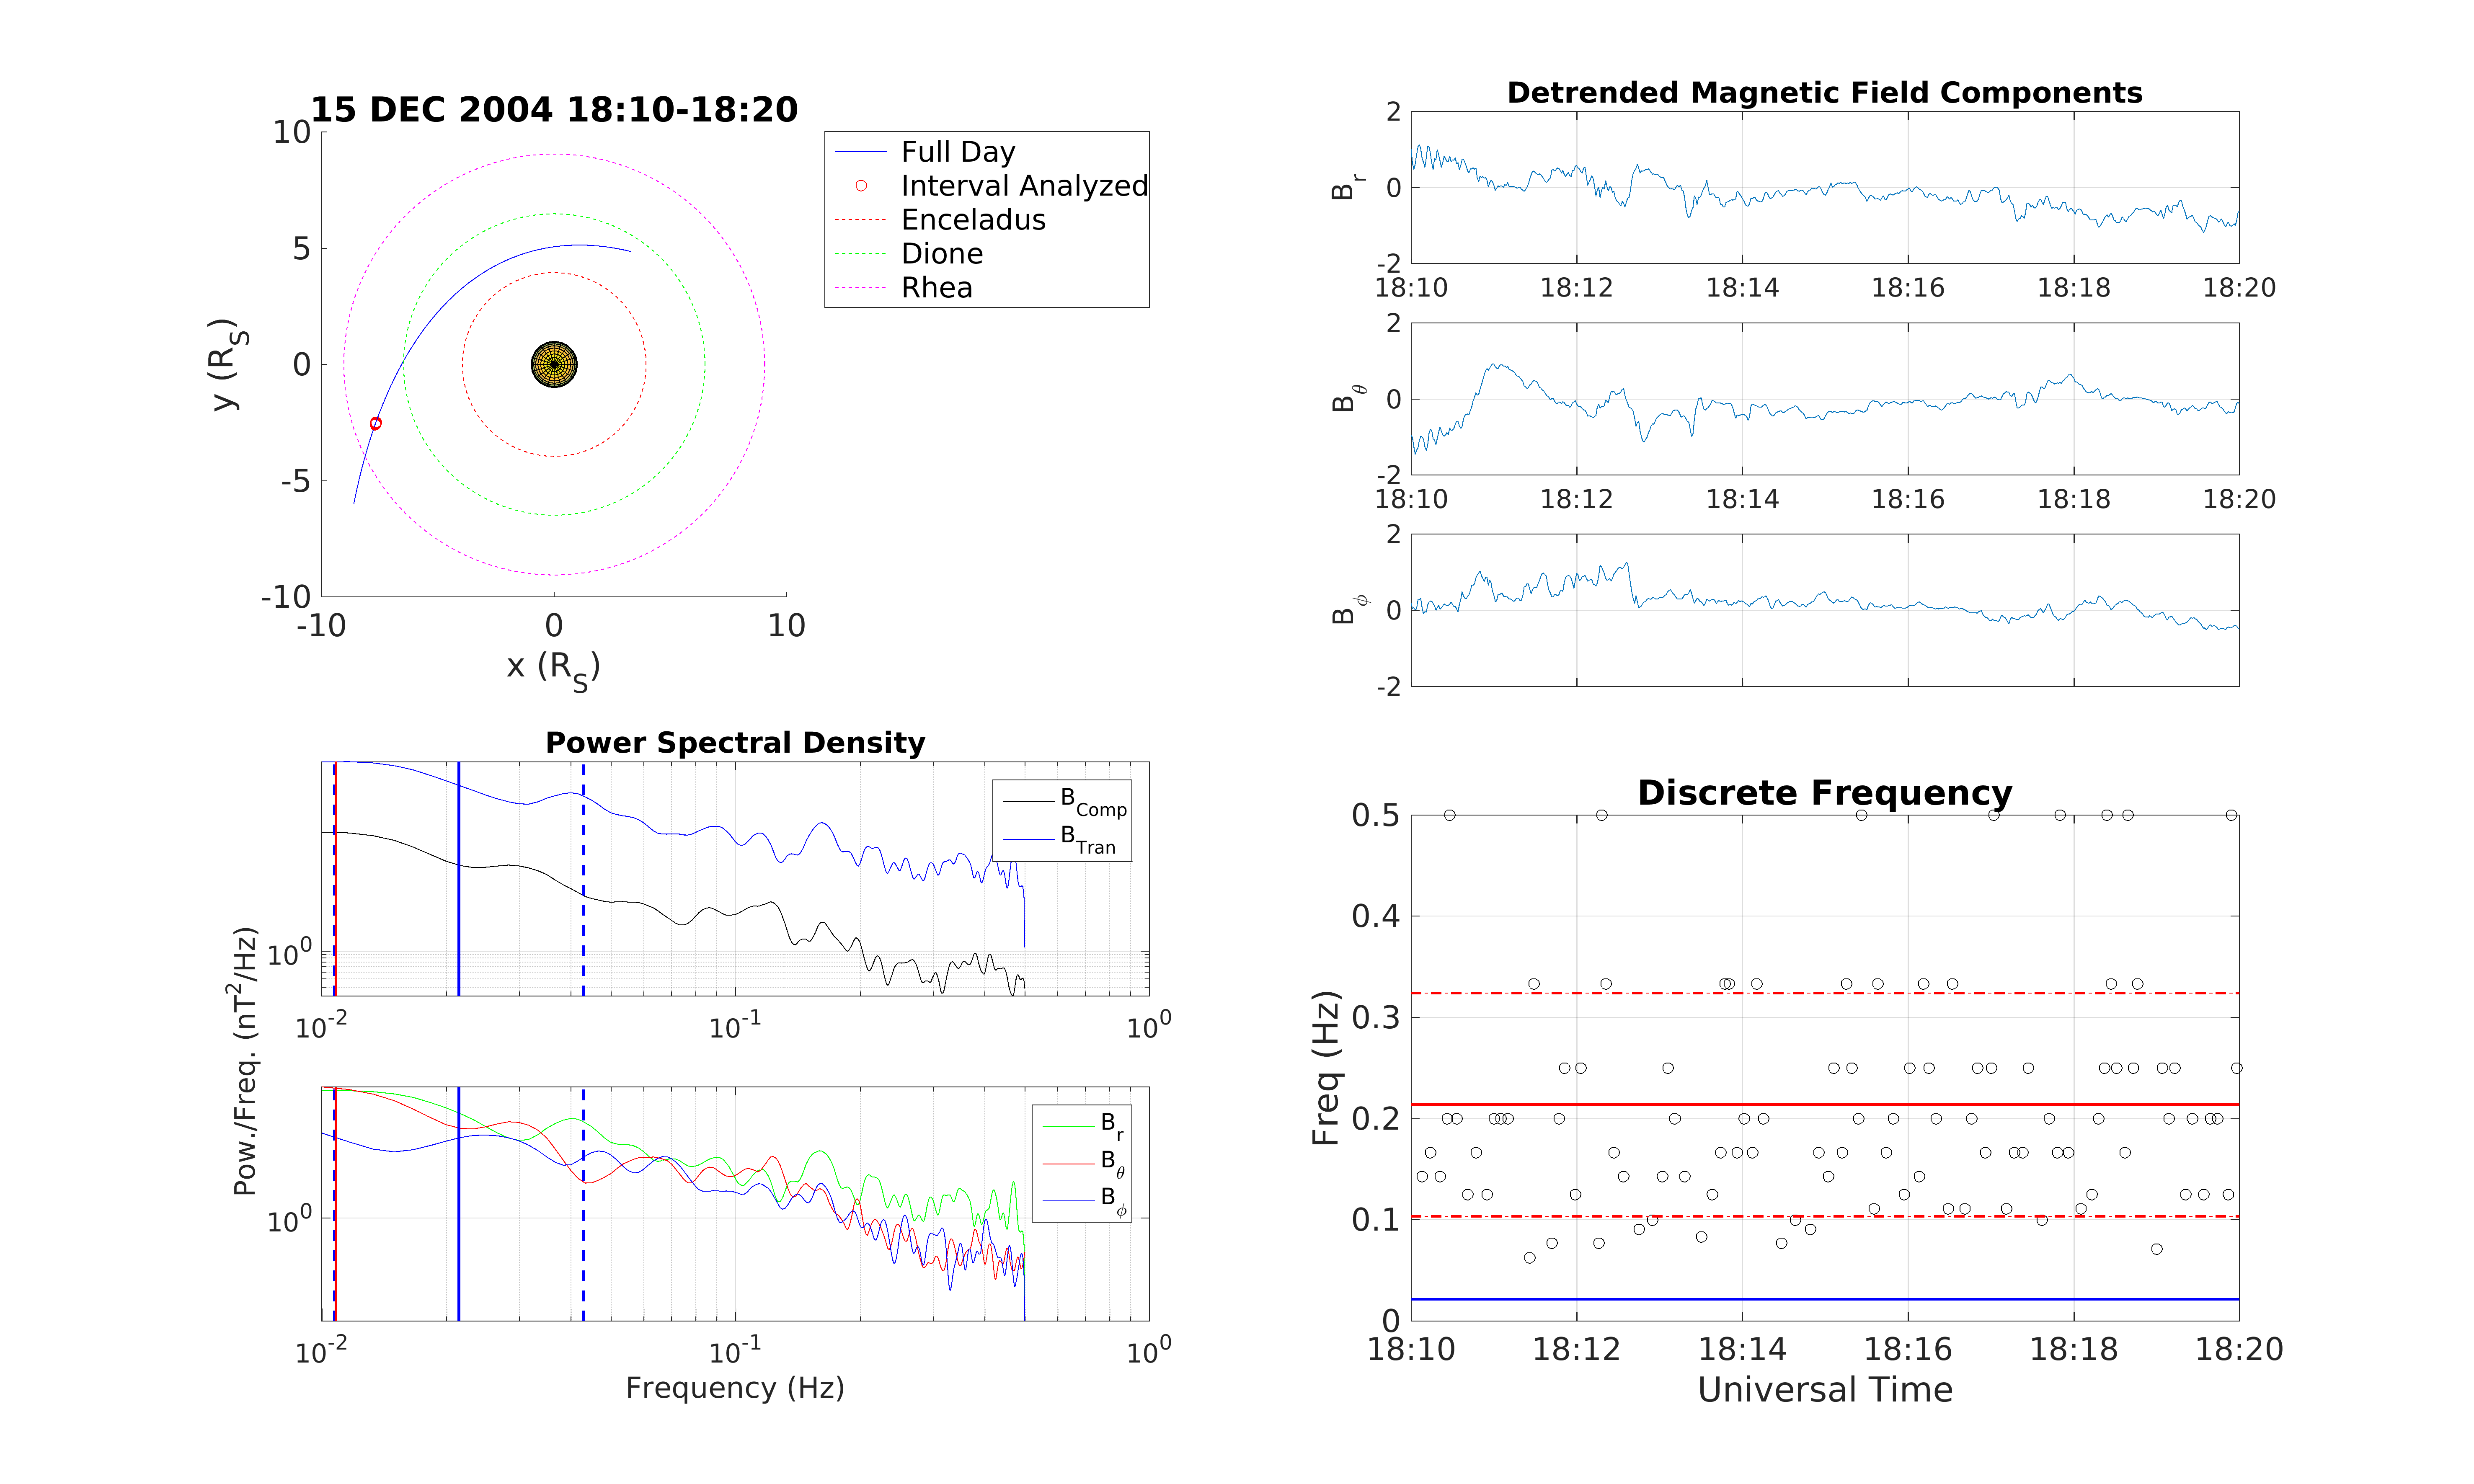 15 DEC 2004 18:10-18:20
10
5
0
-5
-10
-10
0
10
y (R_S)
x (R_S)
Full Day
Interval Analyzed
Enceladus
Dione
Rhea
Detrended Magnetic Field Components
B_r
2
0
-2
18:10
18:12
18:14
18:16
18:18
18:20
B_θ
2
0
-2
18:10
18:12
18:14
18:16
18:18
18:20
B_ϕ
2
0
-2
Power Spectral Density
B_Comp
B_Tran
10^0
10^-2
10^-1
10^0
Pow./Freq. (nT^2/Hz)
B_r
B_θ
B_ϕ
10^0
10^-2
10^-1
10^0
Frequency (Hz)
Discrete Frequency
Freq (Hz)
0.5
0.4
0.3
0.2
0.1
0
18:10
18:12
18:14
18:16
18:18
18:20
Universal Time